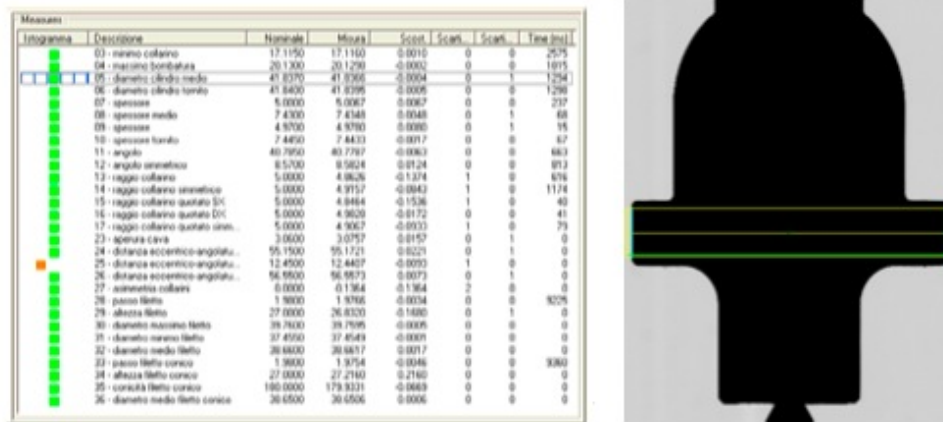 Measures
Istogramma Descrizione Nominale Misura Scost. Scarti... Scarti... Time [ms]
03 - minimo collarino 17.1150 17.1160 0.0010 0 0 2575
04 - massimo bombatura 20.1300 20.1298 -0.0002 0 0 1815
05 - diametro cilindro medio 41.8370 41.8366 -0.0004 0 1 1294
06 - diametro cilindro tornito 41.8400 41.8395 -0.0005 0 0 1298
07 - spessore 5.0000 5.0067 0.0067 0 0 237
08 - spessore medio 7.4300 7.4348 0.0048 0 1 68
09 - spessore 4.9700 4.9780 0.0080 0 1 95
10 - spessore tornito 7.4450 7.4433 -0.0017 0 0 67
11 - angolo 40.7850 40.7787 -0.0063 0 0 663
12 - angolo simmetrico 8.5700 8.5824 0.0124 0 0 813
13 - raggio collarino 5.0000 4.8626 -0.1374 1 0 616
14 - raggio collarino simmetrico 5.0000 4.9157 -0.0843 1 0 1174
15 - raggio collarino quotato SX 5.0000 4.8464 -0.1536 1 0 40
16 - raggio collarino quotato DX 5.0000 4.9828 -0.0172 0 0 41
17 - raggio collarino quotato simm... 5.0000 4.9067 -0.0933 1 0 79
23 - apertura cava 3.0600 3.0757 0.0157 0 1 0
24 - distanza eccentrico-angolatu... 55.1500 55.1721 0.0221 0 1 0
25 - distanza eccentrico-angolatu... 12.4500 12.4407 0.0093 1 0 0
26 - distanza eccentrico-angolatu... 56.5500 56.5573 0.0073 0 1 0
27 - asimmetria collarini 0.0000 -0.1364 -0.1364 2 0 0
28 - passo filetto 1.9800 1.9766 -0.0034 0 0 9225
29 - altezza filetto 27.0000 26.8320 -0.1680 0 1 0
30 - diametro massimo filetto 39.7600 39.7595 -0.0005 0 0 0
31 - diametro minimo filetto 37.4550 37.4549 -0.0001 0 0 0
32 - diametro medio filetto 38.6600 38.6617 0.0017 0 0 0
33 - passo filetto conico 1.9800 1.9754 -0.0046 0 0 9360
34 - altezza filetto conico 27.0000 27.2160 0.2160 0 0 0
35 - conicità filetto conico 180.0000 179.9331 -0.0669 0 0 0
36 - diametro medio filetto conico 38.6500 38.6506 0.0006 0 0 0